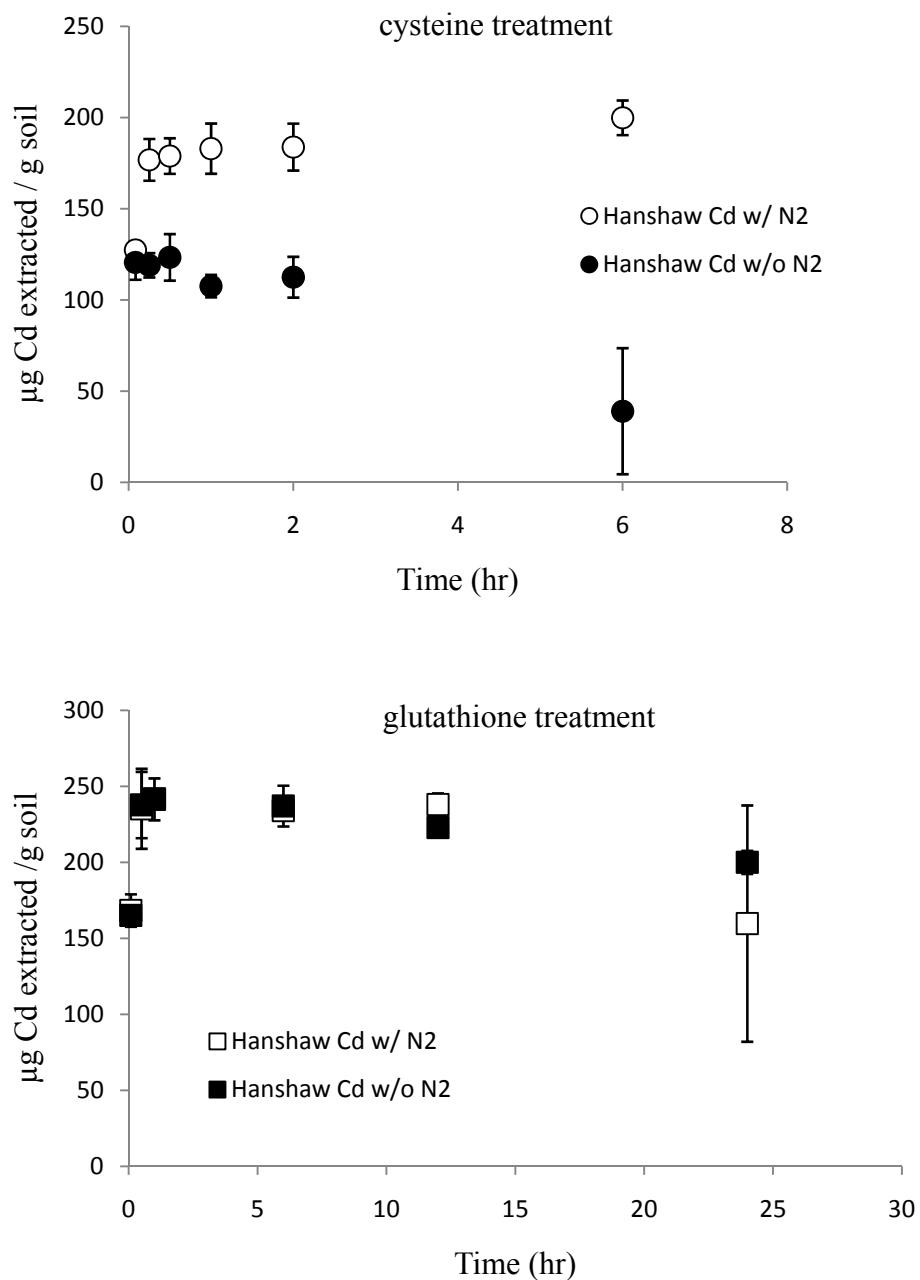 cysteine treatment
250
200
150
100
50
0
µg Cd extracted / g soil
Hanshaw Cd w/ N2
Hanshaw Cd w/o N2
0 2 4 6 8
Time (hr)
glutathione treatment
300
250
200
150
100
50
0
µg Cd extracted /g soil
Hanshaw Cd w/ N2
Hanshaw Cd w/o N2
0 5 10 15 20 25 30
Time (hr)